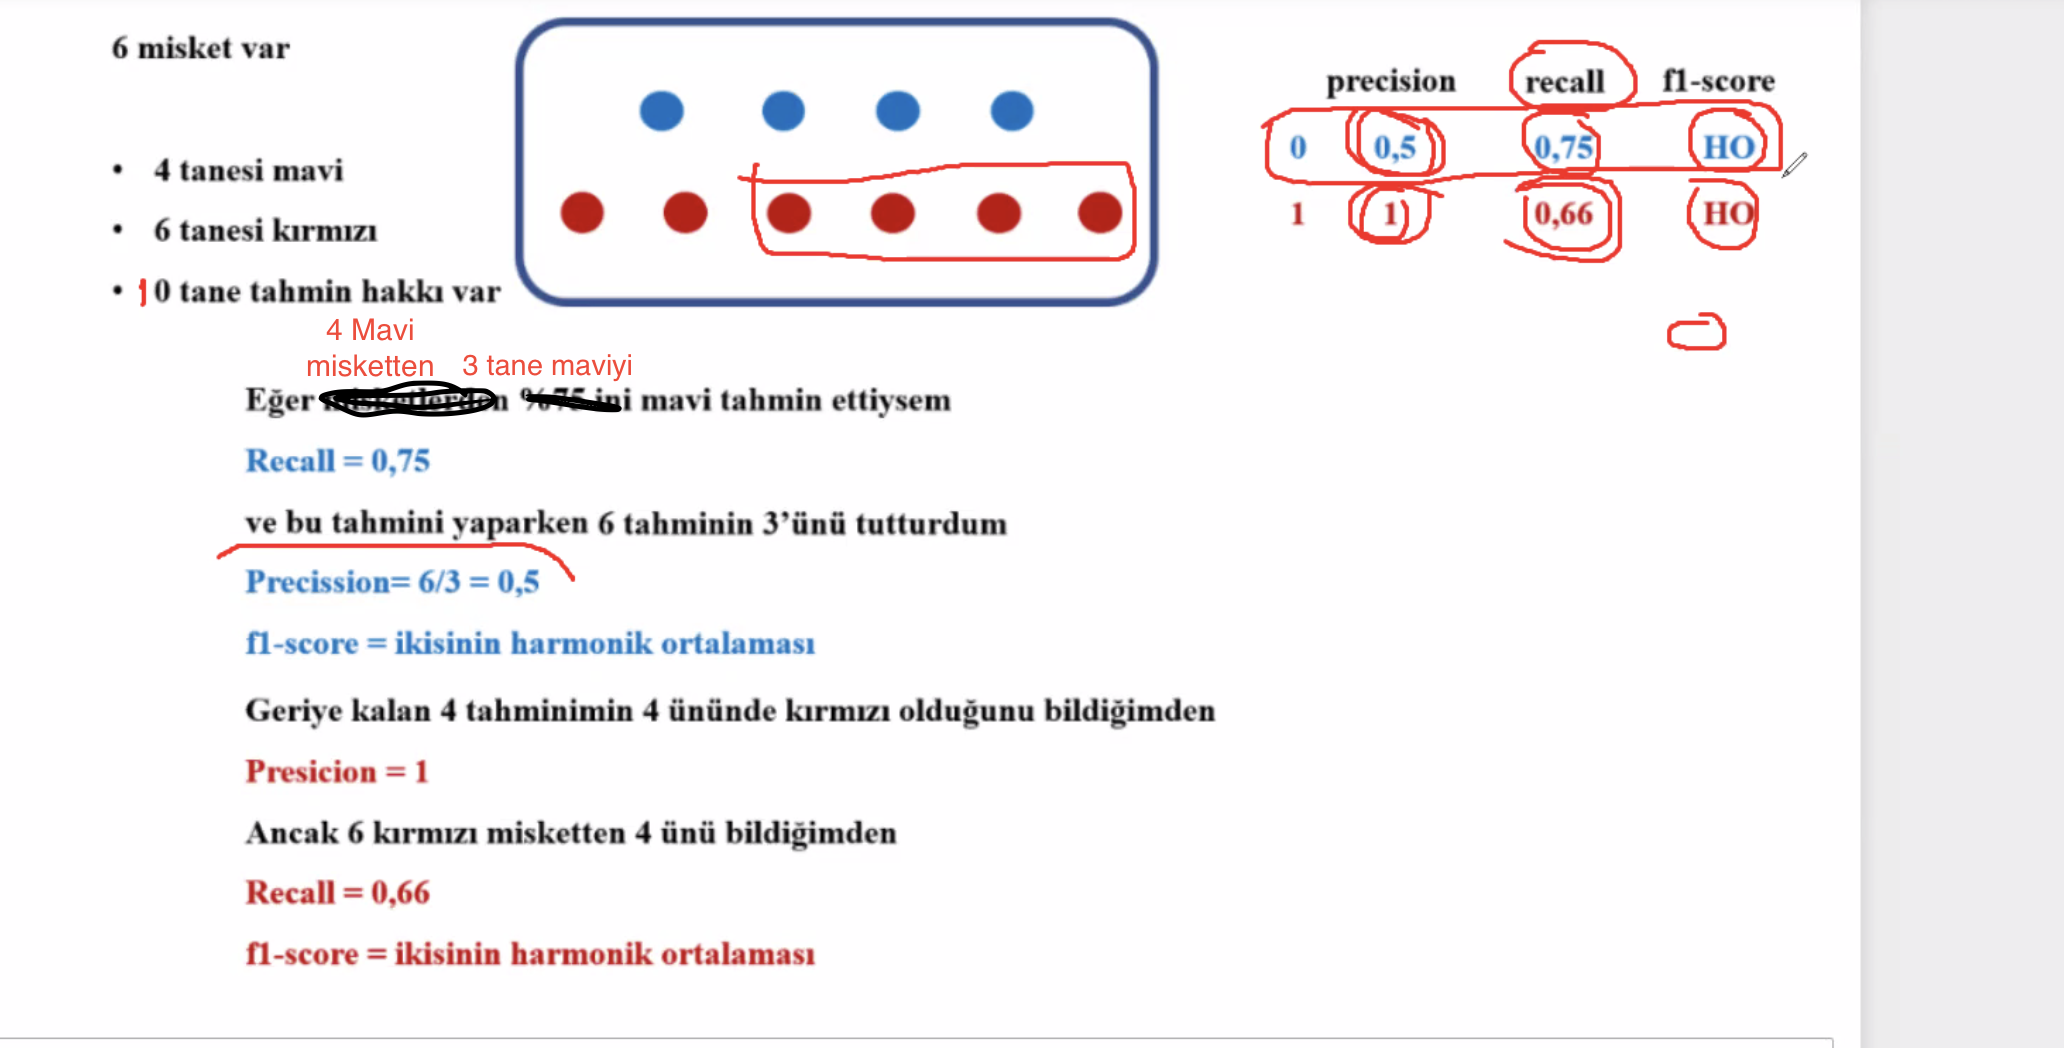 6 misket var
precision recall f1-score
0 0,5 0,75 HO
1 1 0,66 HO
• 4 tanesi mavi
• 6 tanesi kırmızı
• 10 tane tahmin hakkı var
4 Mavi
misketten 3 tane maviyi
Eğer misketlerden %75 ini mavi tahmin ettiysem
Recall = 0,75
ve bu tahmini yaparken 6 tahminin 3’ünü tutturdum
Precission= 6/3 = 0,5
f1-score = ikisinin harmonik ortalaması
Geriye kalan 4 tahminimin 4 ününde kırmızı olduğunu bildiğimden
Presicion = 1
Ancak 6 kırmızı misketten 4 ünü bildiğimden
Recall = 0,66
f1-score = ikisinin harmonik ortalaması